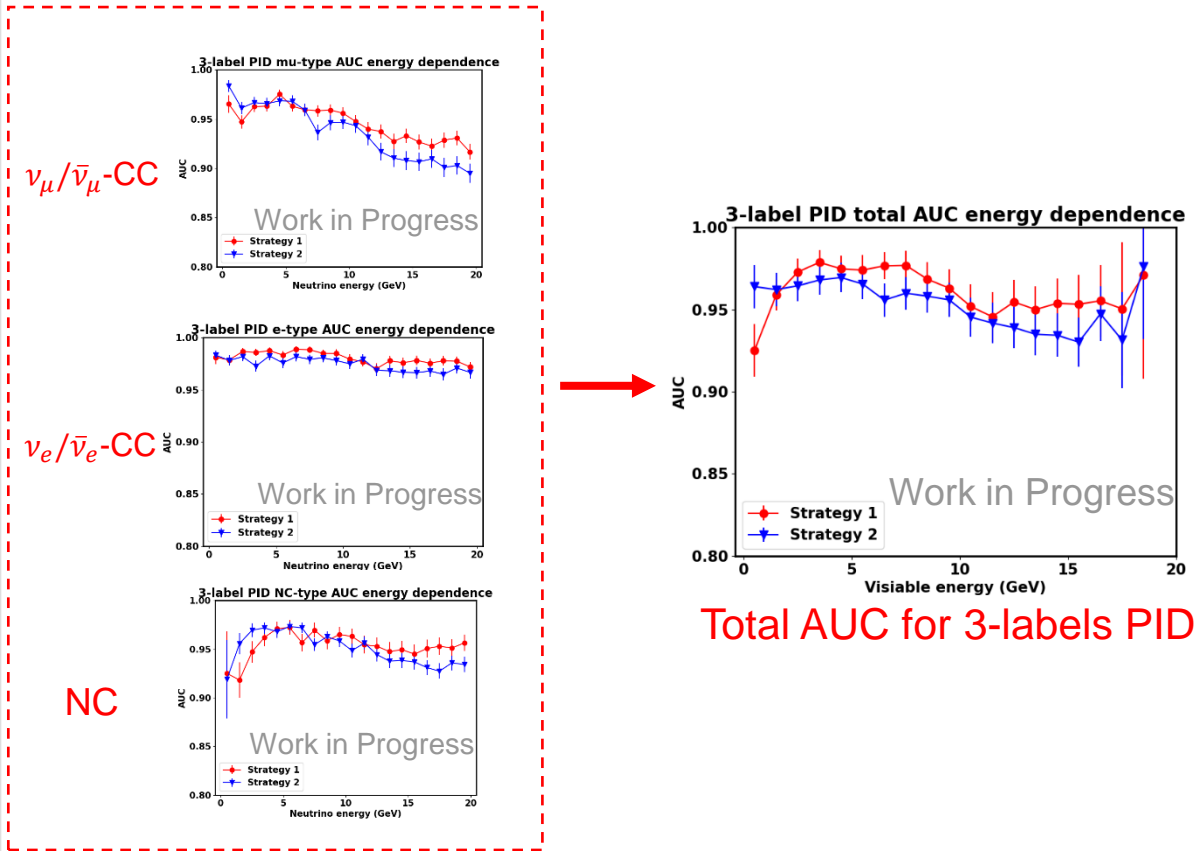 3-label PID mu-type AUC energy dependence
1.00
0.95
0.90
0.85
0.80
AUC
ν_μ/ν̄_μ-CC
Work in Progress
Strategy 1
Strategy 2
0 5 10 15 20
Neutrino energy (GeV)
3-label PID e-type AUC energy dependence
1.00
0.95
0.90
0.85
0.80
AUC
ν_e/ν̄_e-CC
Work in Progress
Strategy 1
Strategy 2
0 5 10 15 20
Neutrino energy (GeV)
3-label PID NC-type AUC energy dependence
1.00
0.95
0.90
0.85
0.80
AUC
NC
Work in Progress
Strategy 1
Strategy 2
0 5 10 15 20
Neutrino energy (GeV)
3-label PID total AUC energy dependence
1.00
0.95
0.90
0.85
0.80
AUC
Work in Progress
Strategy 1
Strategy 2
0 5 10 15 20
Visiable energy (GeV)
Total AUC for 3-labels PID